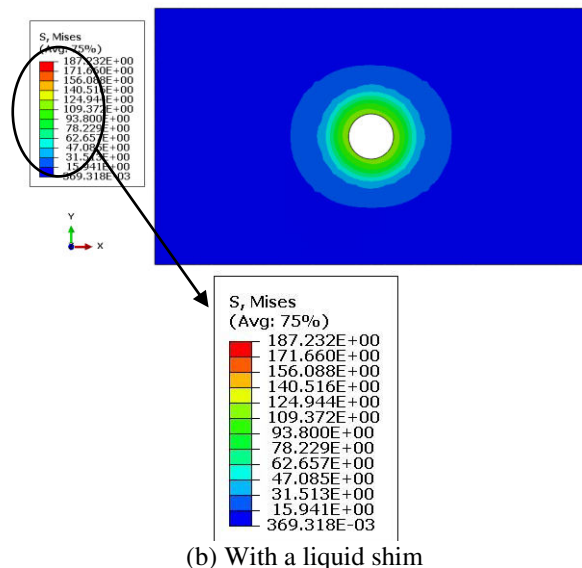 S, Mises
(Avg: 75%)
187.232E+00
171.660E+00
156.088E+00
140.516E+00
124.944E+00
109.372E+00
93.800E+00
78.229E+00
62.657E+00
47.085E+00
31.513E+00
15.941E+00
369.318E-03
Y
X
S, Mises
(Avg: 75%)
187.232E+00
171.660E+00
156.088E+00
140.516E+00
124.944E+00
109.372E+00
93.800E+00
78.229E+00
62.657E+00
47.085E+00
31.513E+00
15.941E+00
369.318E-03
(b) With a liquid shim